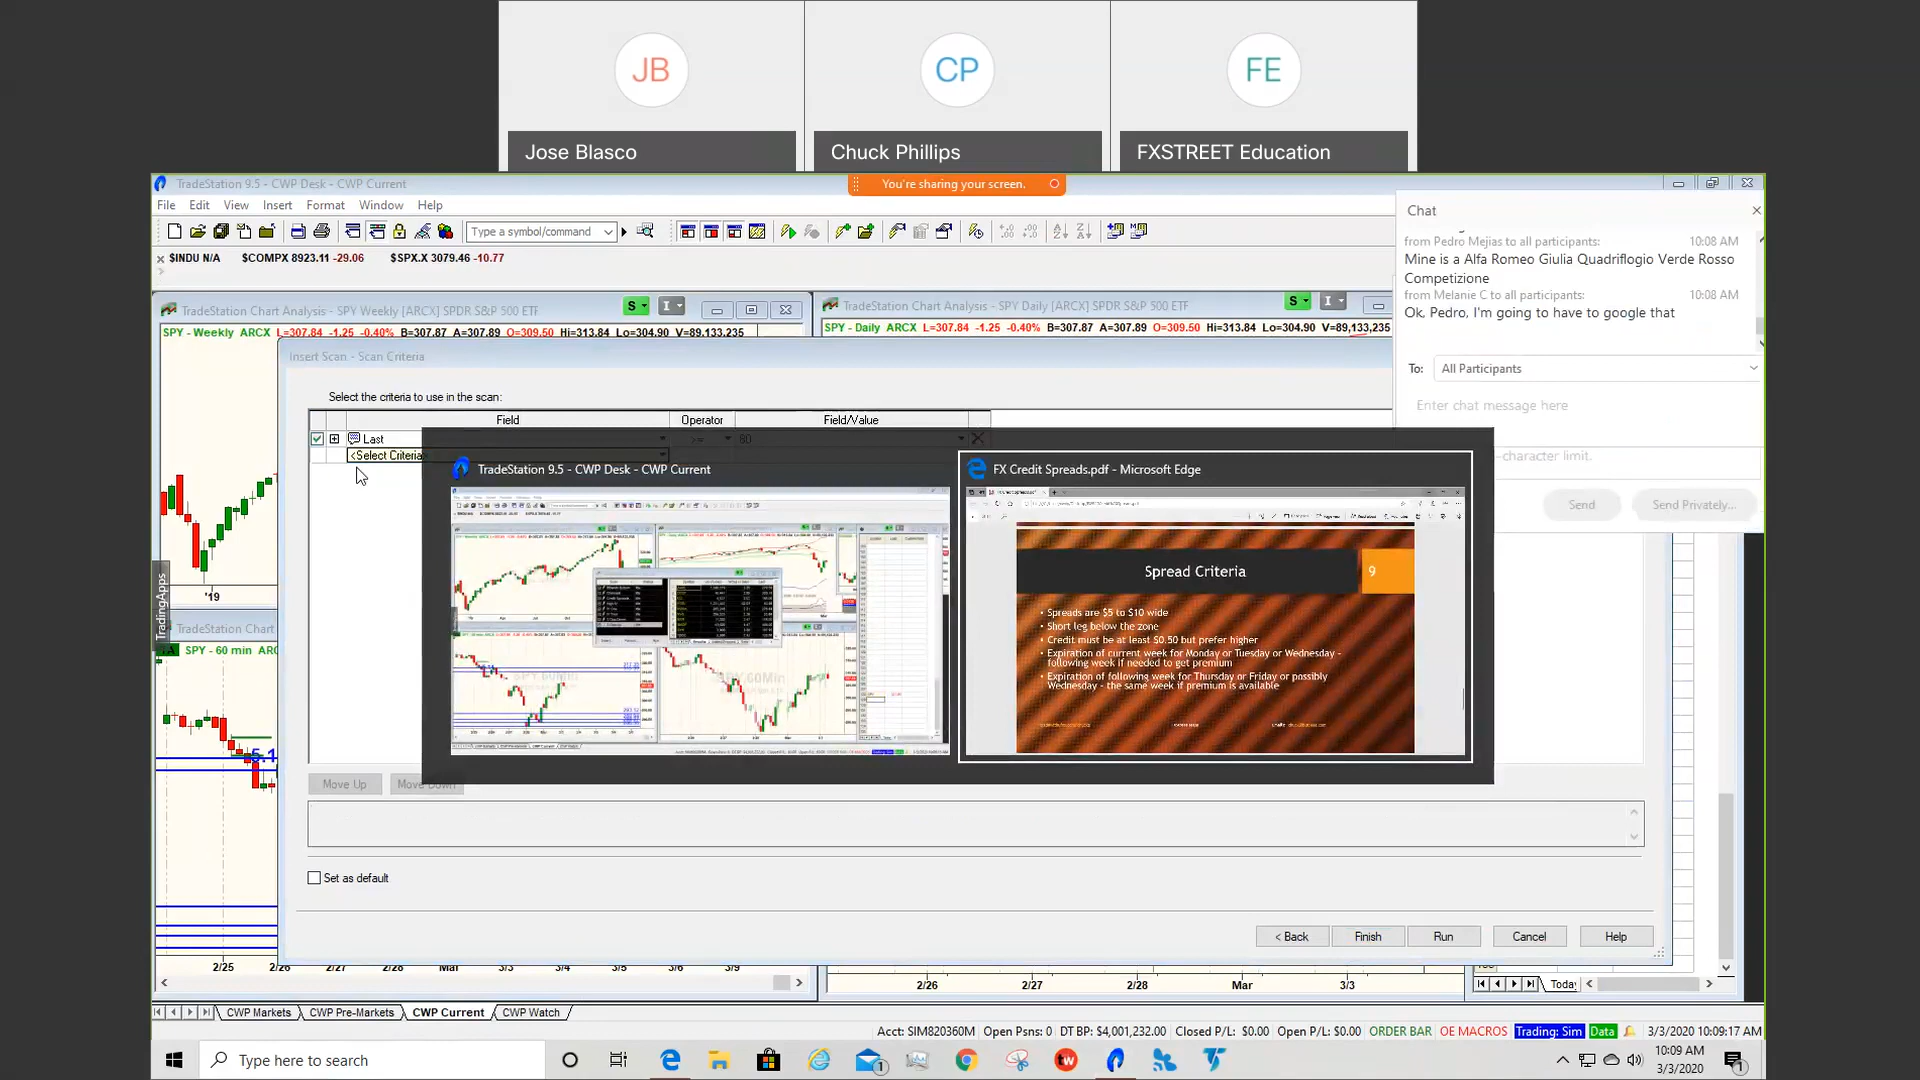 JB
CP
FE
Jose Blasco
Chuck Phillips
FXSTREET Education
TradeStation 9.5 - CWP Desk - CWP Current
You're sharing your screen.
File Edit View Insert Format Window Help
Type a symbol/command
$INDU N/A $COMPX 8923.11 -29.06 $SPX.X 3079.46 -10.77
Chat
from Pedro Mejias to all participants: 10:08 AM
Mine is a Alfa Romeo Giulia Quadriflogio Verde Rosso
Competizione
from Melanie C to all participants: 10:08 AM
Ok, Pedro, I'm going to have to google that
To: All Participants
Enter chat message here
-character limit.
Send
Send Privately...
TradeStation Chart Analysis - SPY Weekly [ARCX] SPDR S&P 500 ETF
S I
SPY - Weekly ARCX L=307.84 -1.25 -0.40% B=307.87 A=307.89 O=309.50 Hi=313.84 Lo=304.90 V=89,133,235
TradeStation Chart Analysis - SPY Daily [ARCX] SPDR S&P 500 ETF
S I
SPY - Daily ARCX L=307.84 -1.25 -0.40% B=307.87 A=307.89 O=309.50 Hi=313.84 Lo=304.90 V=89,133,235
Insert Scan - Scan Criteria
Select the criteria to use in the scan:
Field Operator Field/Value
Last
80
<Select Criteria
TradeStation 9.5 - CWP Desk - CWP Current
FX Credit Spreads.pdf - Microsoft Edge
Spread Criteria
9
• Spreads are $5 to $10 wide
• Short leg below the zone
• Credit must be at least $0.50 but prefer higher
• Expiration of current week for Monday or Tuesday or Wednesday -
following week if needed to get premium
• Expiration of following week for Thursday or Friday or possibly
Wednesday - the same week if premium is available
'19
TradingApps
TradeStation Chart
SPY - 60 min ARC
5.1
Move Up
Move Down
Set as default
< Back
Finish
Run
Cancel
Help
2/25 2/26 2/27 2/28 Mar 3/3 3/4 3/5 3/6 3/9
2/26 2/27 2/28 Mar 3/3
Today
CWP Markets CWP Pre-Markets CWP Current CWP Watch
Acct: SIM820360M Open Psns: 0 DT BP: $4,001,232.00 Closed P/L: $0.00 Open P/L: $0.00 ORDER BAR OE MACROS Trading: Sim Data 3/3/2020 10:09:17 AM
Type here to search
tw
1
10:09 AM
3/3/2020
1